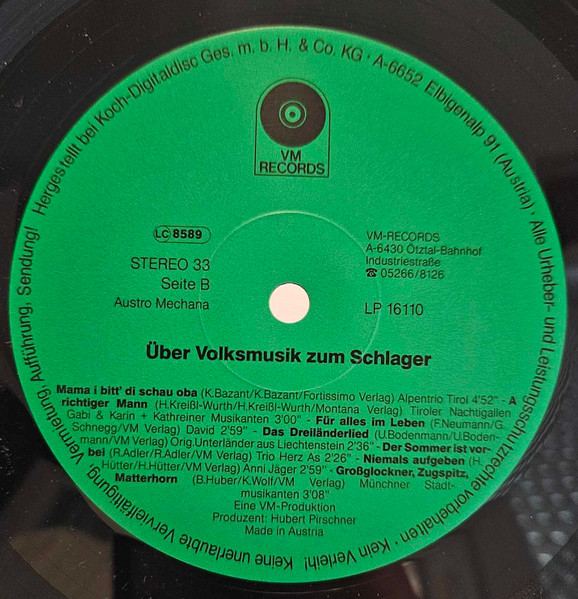 Hergestellt bei Koch-Digitaldisc Ges. m. b. H. & Co. KG · A-6652 Elbigenalp 91 (Austria) · Alle Urheber- und Leistungsschutzrechte vorbehalten · Kein Verleih! Keine unerlaubte Vervielfältigung, Vermietung, Aufführung, Sendung!
VM
RECORDS
LC 8589
STEREO 33
Seite B
Austro Mechana
VM-RECORDS
A-6430 Ötztal-Bahnhof
Industriestraße
☎ 05266/8126
LP 16110
Über Volksmusik zum Schlager
Mama i bitt' di schau oba (K.Bazant/K.Bazant/Fortissimo Verlag) Alpentrio Tirol 4'52" - A
richtiger Mann (H.Kreißl-Wurth/H.Kreißl-Wurth/Montana Verlag) Tiroler Nachtigallen
Gabi & Karin + Kathreiner Musikanten 3'00" - Für alles im Leben (F.Neumann/G.
Schnegg/VM Verlag) David 2'59" - Das Dreiländerlied (U.Bodenmann/U.Boden-
mann/VM Verlag) Orig.Unterländer aus Liechtenstein 2'36" - Der Sommer ist vor-
bei (R.Adler/R.Adler/VM Verlag) Trio Herz As 2'26" - Niemals aufgeben (H.
Hütter/H.Hütter/VM Verlag) Anni Jäger 2'59" - Großglockner, Zugspitz,
Matterhorn (B.Huber/K.Wolf/VM Verlag) Münchner Stadt-
musikanten 3'08"
Eine VM-Produktion
Produzent: Hubert Pirschner
Made in Austria